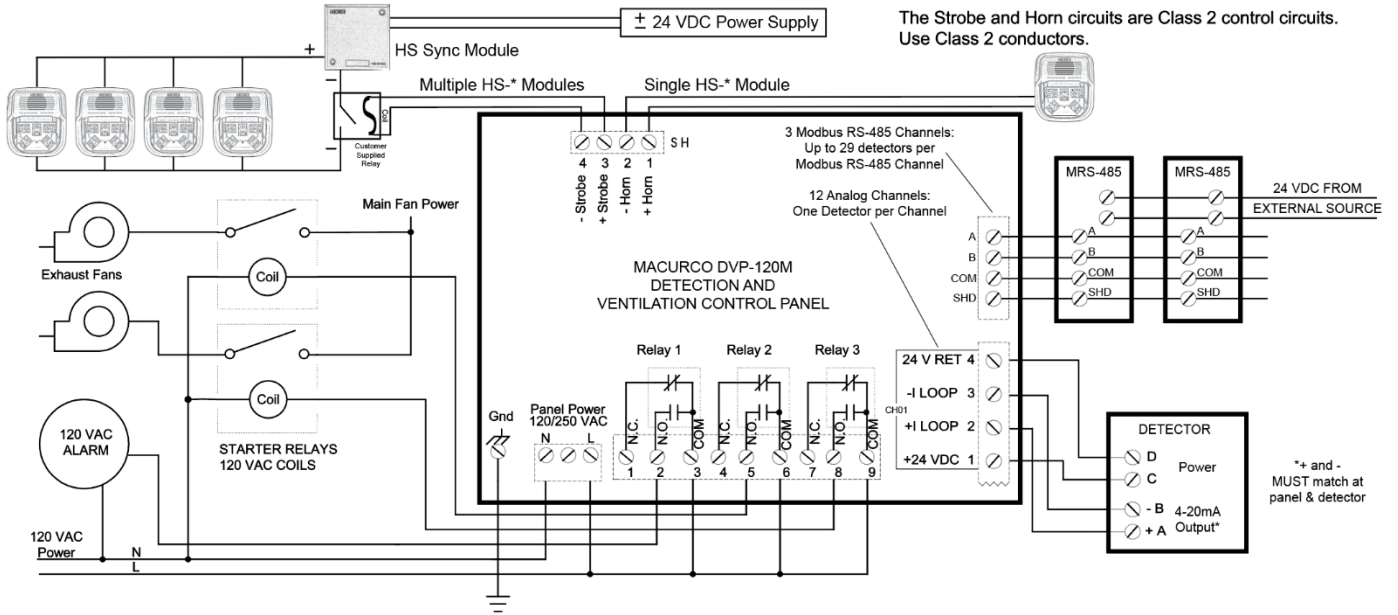 ± 24 VDC Power Supply
The Strobe and Horn circuits are Class 2 control circuits.
Use Class 2 conductors.
HS Sync Module
+
−
−
Multiple HS-* Modules
Single HS-* Module
Coil
Customer
Supplied
Relay
S H
4 3 2 1
- Strobe
+ Strobe
- Horn
+ Horn
3 Modbus RS-485 Channels:
Up to 29 detectors per
Modbus RS-485 Channel
12 Analog Channels:
One Detector per Channel
MRS-485
MRS-485
24 VDC FROM
EXTERNAL SOURCE
A
B
COM
SHD
A
B
COM
SHD
A
B
COM
SHD
Main Fan Power
Exhaust Fans
Coil
Coil
STARTER RELAYS
120 VAC COILS
120 VAC
ALARM
120 VAC
Power
N
L
MACURCO DVP-120M
DETECTION AND
VENTILATION CONTROL PANEL
Gnd
Panel Power
120/250 VAC
N L
Relay 1
Relay 2
Relay 3
N.C.
N.O.
COM
N.C.
N.O.
COM
N.C.
N.O.
COM
1 2 3 4 5 6 7 8 9
24 V RET 4
-I LOOP 3
CH01
+I LOOP 2
+24 VDC 1
DETECTOR
D
Power
C
- B
4-20mA
+ A
Output*
*+ and -
MUST match at
panel & detector